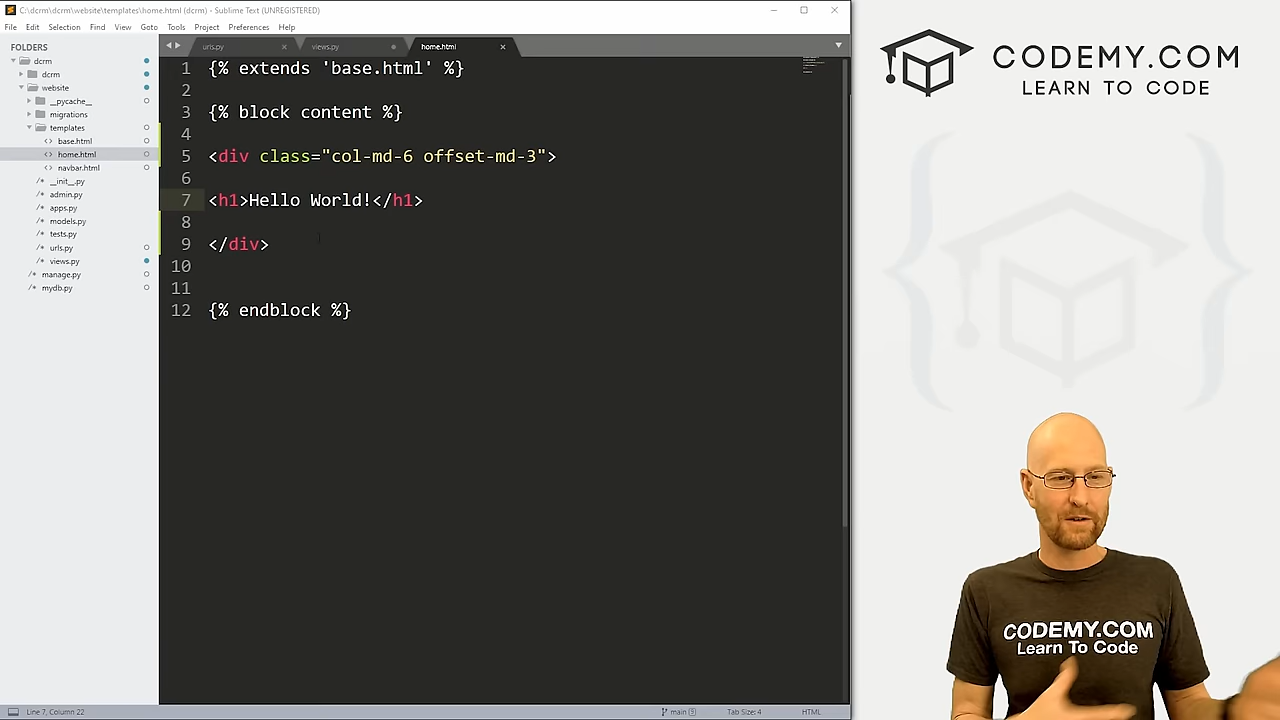 C:\dcrm\dcrm\website\templates\home.html (dcrm) - Sublime Text (UNREGISTERED)
File Edit Selection Find View Goto Tools Project Preferences Help
FOLDERS
dcrm
dcrm
website
__pycache__
migrations
templates
base.html
home.html
navbar.html
__init__.py
admin.py
apps.py
models.py
tests.py
urls.py
views.py
manage.py
mydb.py
urls.py views.py home.html
1 {% extends 'base.html' %}
2
3 {% block content %}
4
5 <div class="col-md-6 offset-md-3">
6
7 <h1>Hello World!</h1>
8
9 </div>
10
11
12 {% endblock %}
Line 7, Column 22 main Tab Size: 4 HTML
CODEMY.COM
LEARN TO CODE
CODEMY.COM
Learn To Code